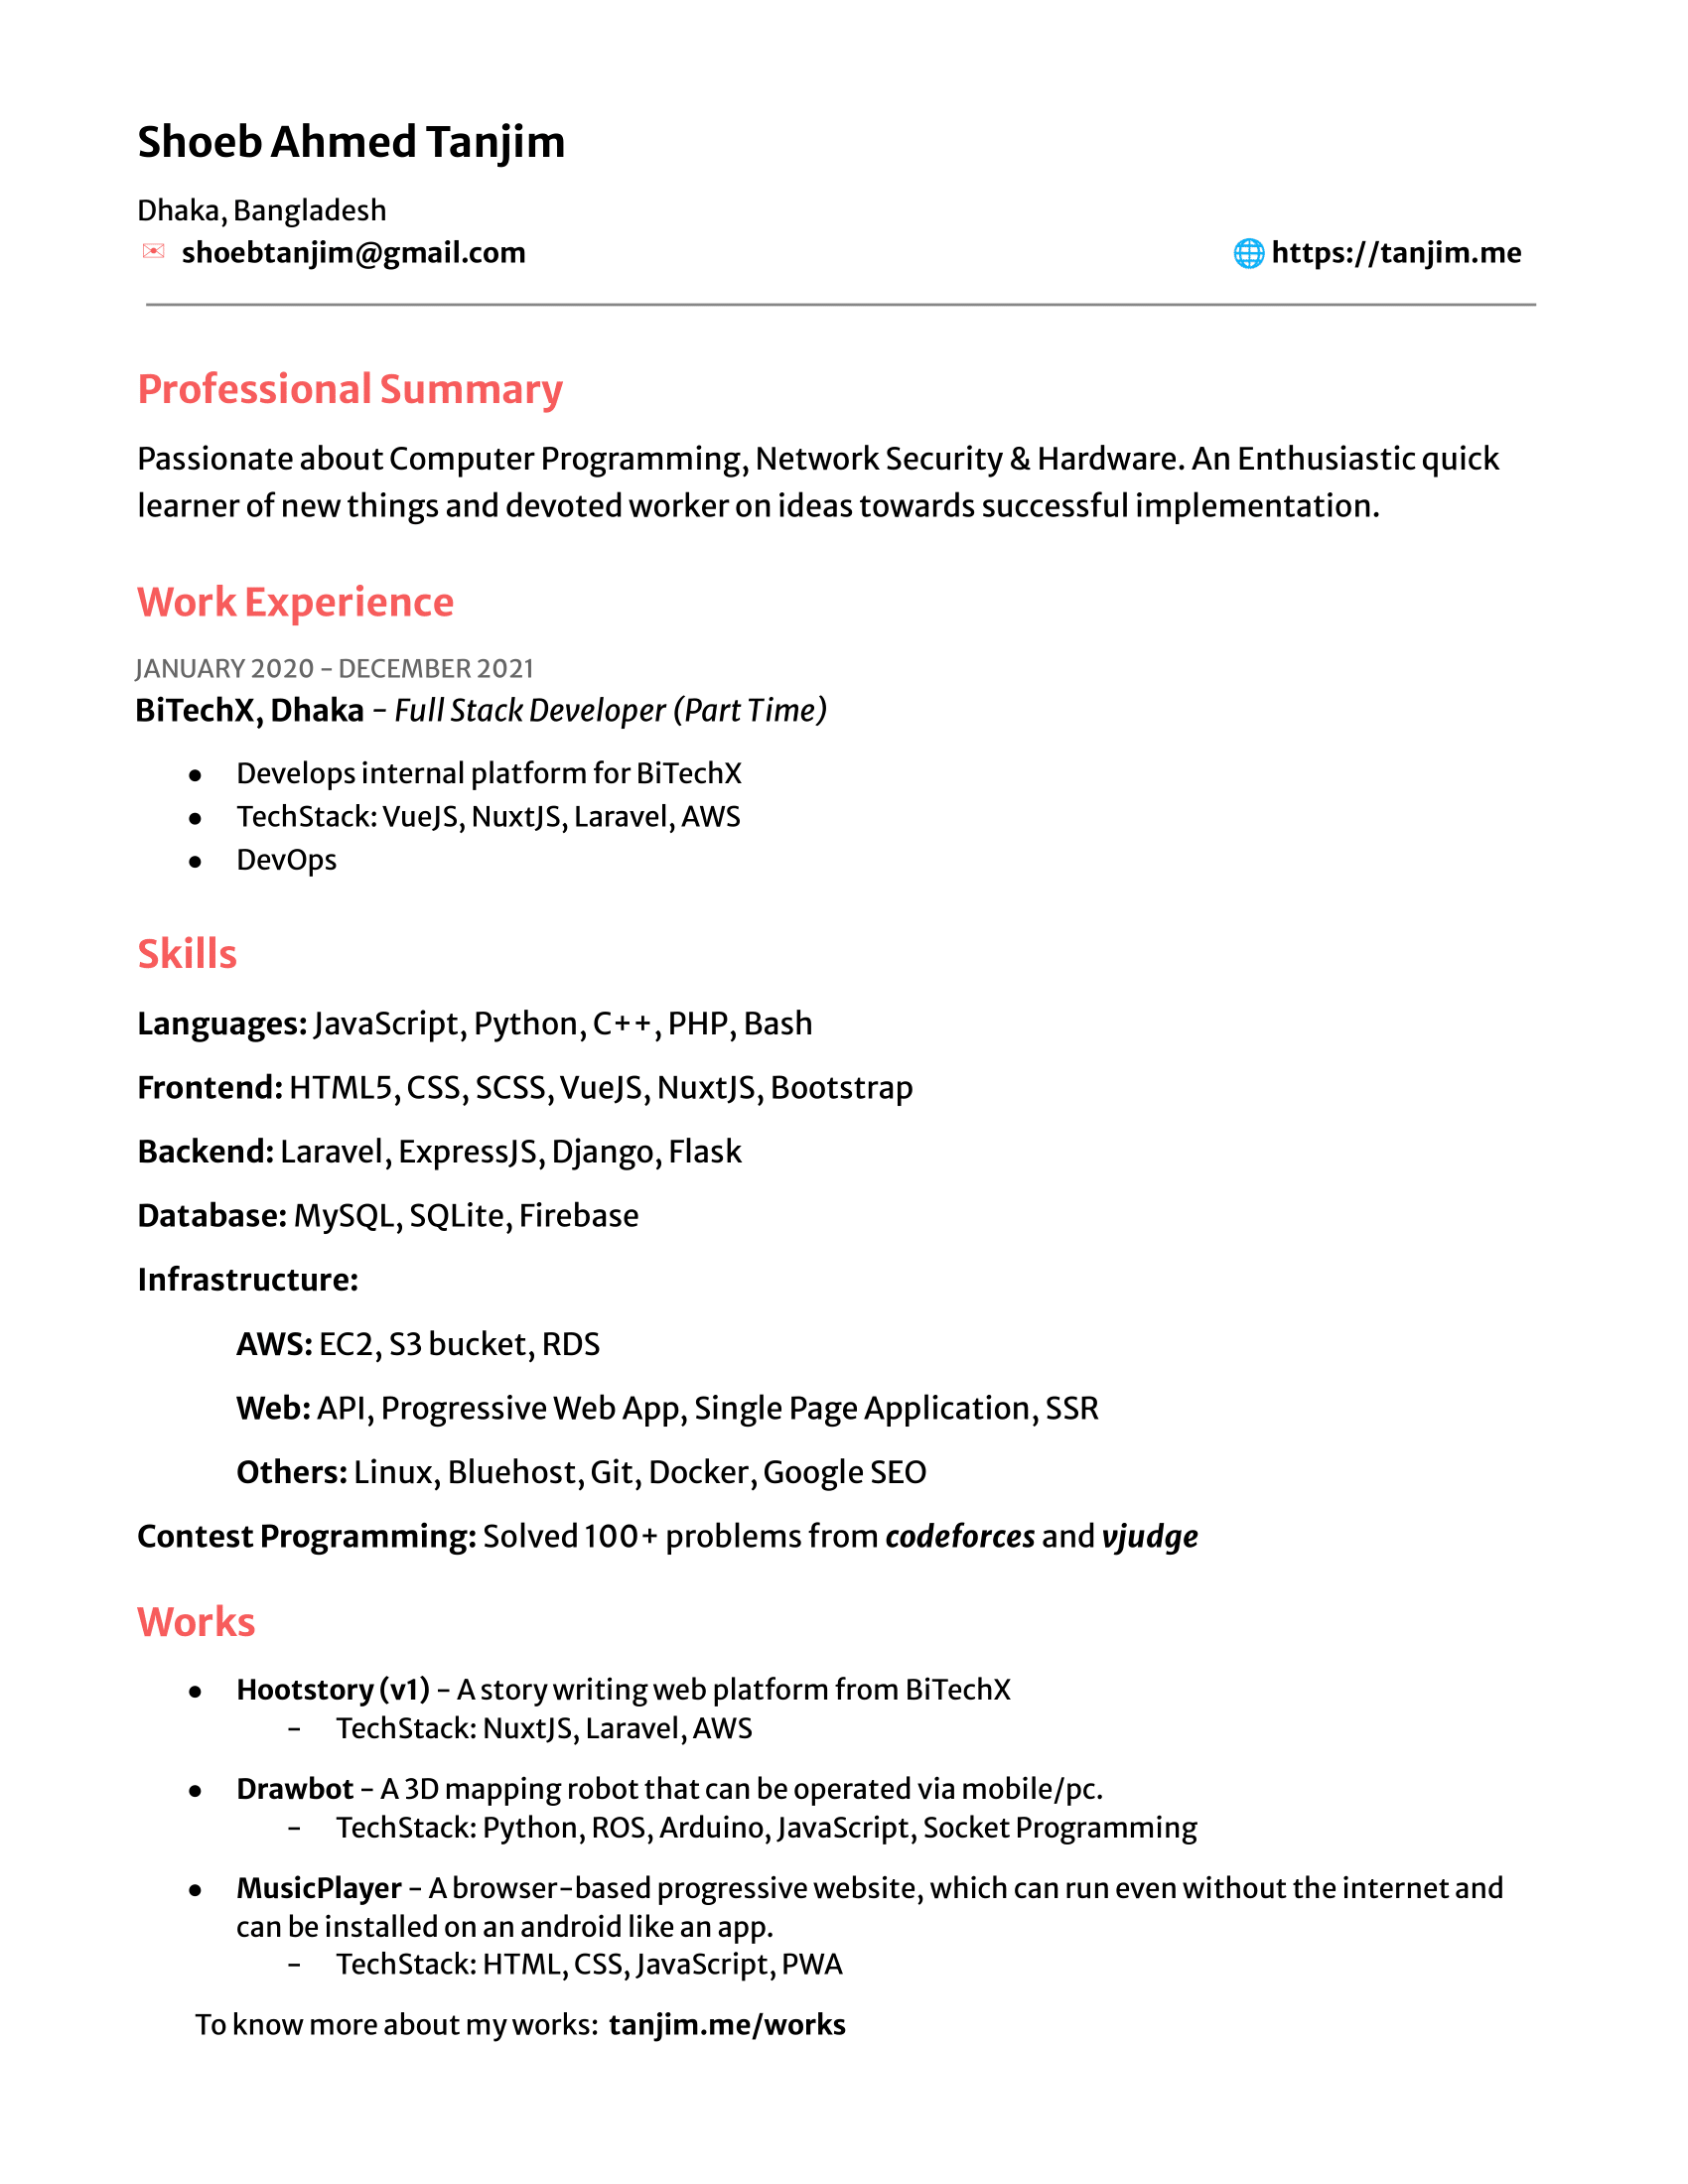 Shoeb Ahmed Tanjim
Dhaka, Bangladesh
shoebtanjim@gmail.com https://tanjim.me
Professional Summary
Passionate about Computer Programming, Network Security & Hardware. An Enthusiastic quick
learner of new things and devoted worker on ideas towards successful implementation.
Work Experience
JANUARY 2020 - DECEMBER 2021
BiTechX, Dhaka - Full Stack Developer (Part Time)
● Develops internal platform for BiTechX
● TechStack: VueJS, NuxtJS, Laravel, AWS
● DevOps
Skills
Languages: JavaScript, Python, C++, PHP, Bash
Frontend: HTML5, CSS, SCSS, VueJS, NuxtJS, Bootstrap
Backend: Laravel, ExpressJS, Django, Flask
Database: MySQL, SQLite, Firebase
Infrastructure:
AWS: EC2, S3 bucket, RDS
Web: API, Progressive Web App, Single Page Application, SSR
Others: Linux, Bluehost, Git, Docker, Google SEO
Contest Programming: Solved 100+ problems from codeforces and vjudge
Works
● Hootstory (v1) - A story writing web platform from BiTechX
- TechStack: NuxtJS, Laravel, AWS
● Drawbot - A 3D mapping robot that can be operated via mobile/pc.
- TechStack: Python, ROS, Arduino, JavaScript, Socket Programming
● MusicPlayer - A browser-based progressive website, which can run even without the internet and
can be installed on an android like an app.
- TechStack: HTML, CSS, JavaScript, PWA
To know more about my works: tanjim.me/works